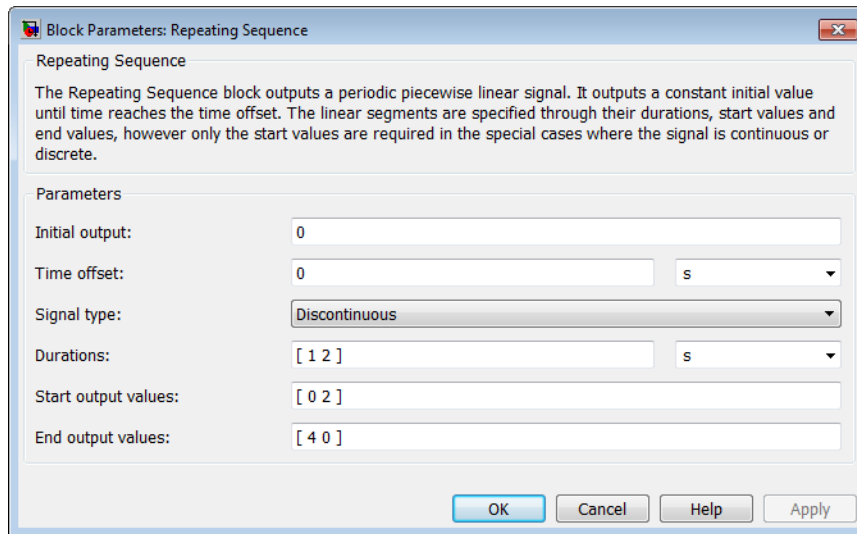 Block Parameters: Repeating Sequence
Repeating Sequence
The Repeating Sequence block outputs a periodic piecewise linear signal. It outputs a constant initial value
until time reaches the time offset. The linear segments are specified through their durations, start values and
end values, however only the start values are required in the special cases where the signal is continuous or
discrete.
Parameters
Initial output: 0
Time offset: 0 s
Signal type: Discontinuous
Durations: [ 1 2 ] s
Start output values: [ 0 2 ]
End output values: [ 4 0 ]
OK Cancel Help Apply